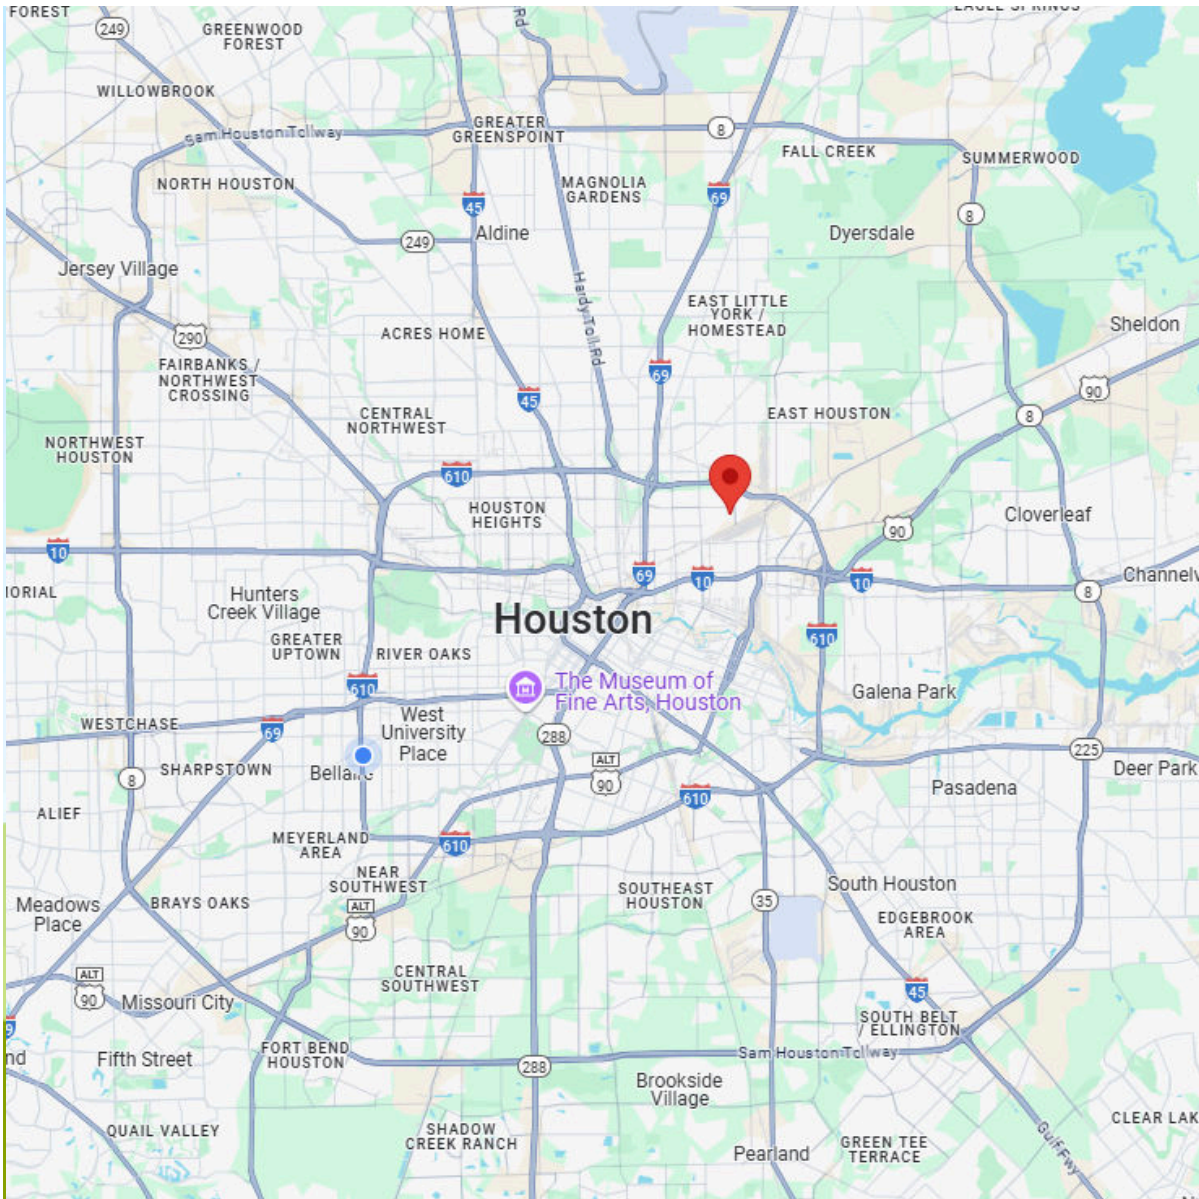 FOREST
249
GREENWOOD
FOREST
Rd
EAGLE SPRINGS
WILLOWBROOK
Sam Houston Tollway
GREATER
GREENSPOINT
8
FALL CREEK
SUMMERWOOD
NORTH HOUSTON
MAGNOLIA
GARDENS
69
45
8
249
Aldine
Dyersdale
Jersey Village
Hardy Toll Rd
EAST LITTLE
YORK /
HOMESTEAD
290
ACRES HOME
Sheldon
FAIRBANKS /
NORTHWEST
CROSSING
69
90
45
CENTRAL
NORTHWEST
EAST HOUSTON
8
NORTHWEST
HOUSTON
610
HOUSTON
HEIGHTS
Cloverleaf
90
10
69
10
10
Channelv
8
IORIAL
Hunters
Creek Village
Houston
610
GREATER
UPTOWN
RIVER OAKS
610
The Museum of
Fine Arts, Houston
Galena Park
WESTCHASE
69
West
University
Place
288
225
SHARPSTOWN
Bellaire
8
ALT
90
Deer Park
Pasadena
610
ALIEF
MEYERLAND
AREA
610
NEAR
SOUTHWEST
SOUTHEAST
HOUSTON
South Houston
Meadows
Place
BRAYS OAKS
ALT
90
35
EDGEBROOK
AREA
ALT
90
Missouri City
CENTRAL
SOUTHWEST
45
9
SOUTH BELT
/ ELLINGTON
nd
Fifth Street
FORT BEND
HOUSTON
288
Sam Houston Tollway
Brookside
Village
QUAIL VALLEY
SHADOW
CREEK RANCH
Pearland
GREEN TEE
TERRACE
Gulf Fwy
CLEAR LAK